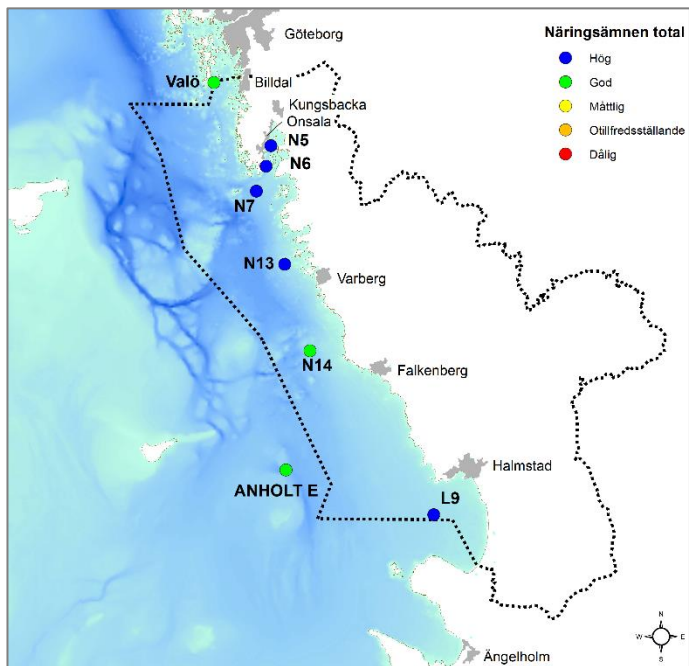 Näringsämnen total
Hög
God
Måttlig
Otillfredsställande
Dålig
Göteborg
Valö
Billdal
Kungsbacka
Onsala
N5
N6
N7
N13
Varberg
N14
Falkenberg
Halmstad
ANHOLT E
L9
Ängelholm
N
W
E
S